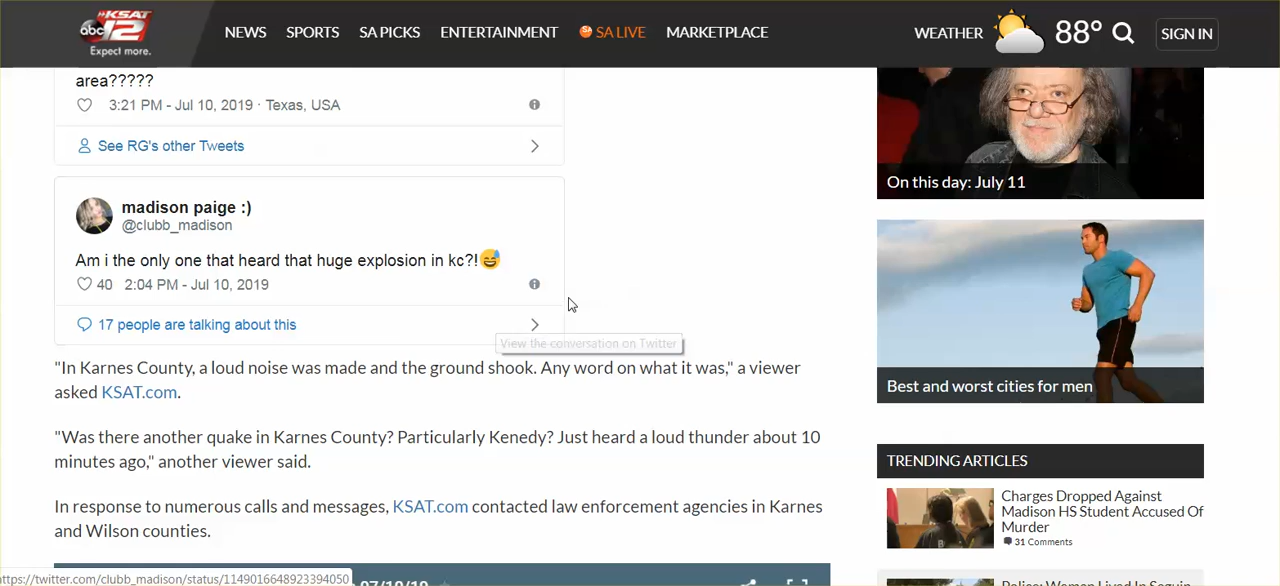 KSAT
abc 12
Expect more.
NEWS SPORTS SA PICKS ENTERTAINMENT SA LIVE MARKETPLACE WEATHER 88° SIGN IN
area?????
3:21 PM - Jul 10, 2019 · Texas, USA
See RG's other Tweets
madison paige :)
@clubb_madison
Am i the only one that heard that huge explosion in kc?!😅
40 2:04 PM - Jul 10, 2019
17 people are talking about this
View the conversation on Twitter
"In Karnes County, a loud noise was made and the ground shook. Any word on what it was," a viewer
asked KSAT.com.
"Was there another quake in Karnes County? Particularly Kenedy? Just heard a loud thunder about 10
minutes ago," another viewer said.
In response to numerous calls and messages, KSAT.com contacted law enforcement agencies in Karnes
and Wilson counties.
07/10/19
https://twitter.com/clubb_madison/status/1149016648923394050
On this day: July 11
Best and worst cities for men
TRENDING ARTICLES
Charges Dropped Against
Madison HS Student Accused Of
Murder
31 Comments
Police: Woman Lived In Seguin